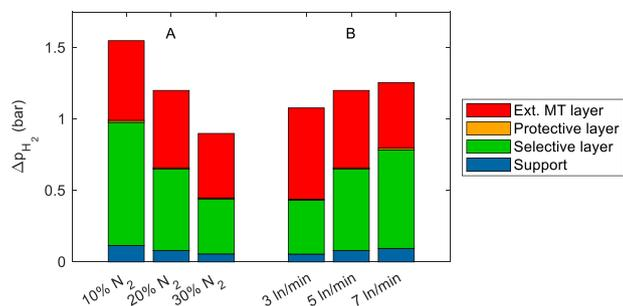 A
B
1.5
1
0.5
0
Δp_H₂ (bar)
10% N₂
20% N₂
30% N₂
3 ln/min
5 ln/min
7 ln/min
Ext. MT layer
Protective layer
Selective layer
Support